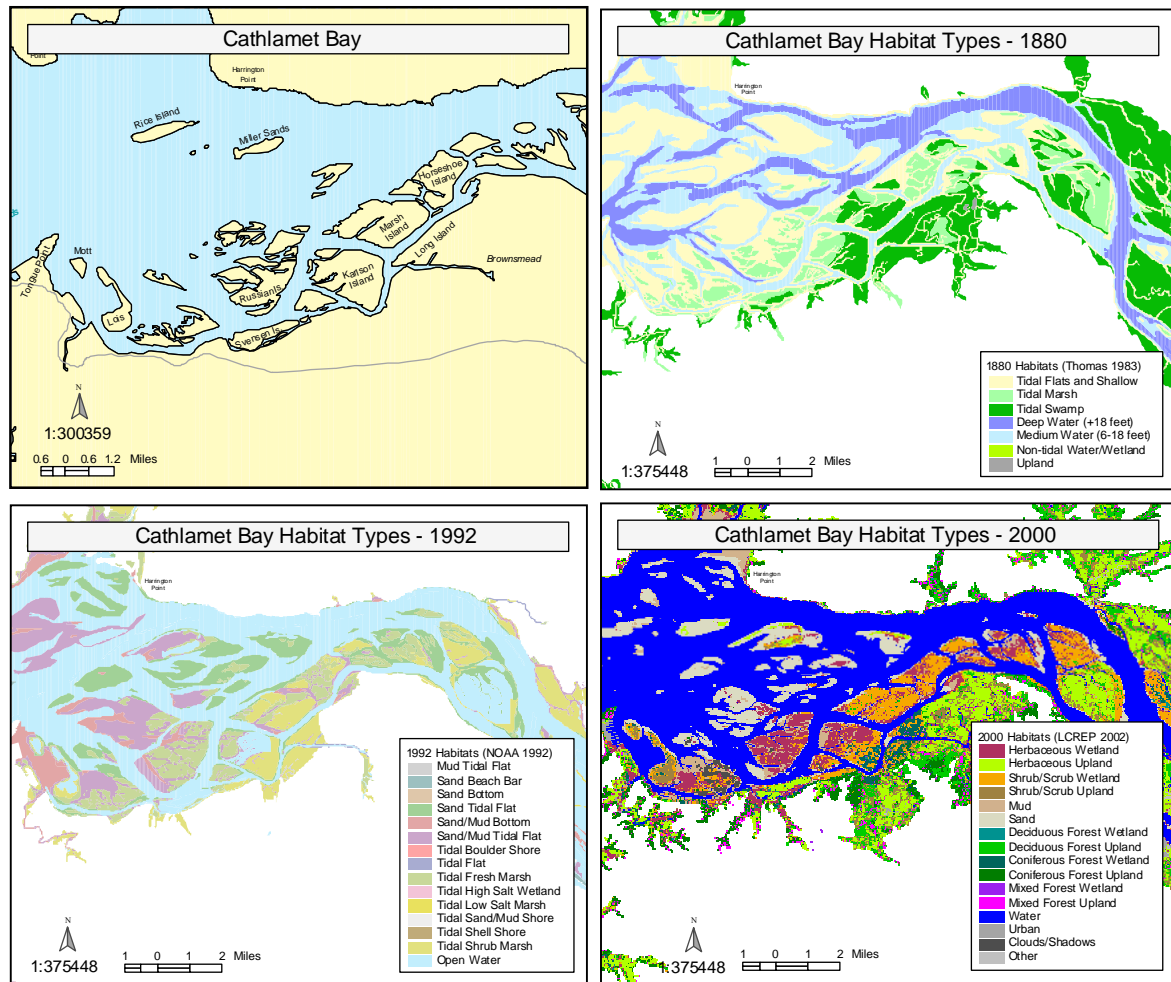 Cathlamet Bay
Point
Harrington
Point
Rice Island
Miller Sands
Horseshoe
Island
Marsh
Island
Long Island
Brownsmead
Karlson
Island
Russian Is.
Svensen Is.
Lois
Mott
Tongue Point
N
1:300359
0.6 0 0.6 1.2 Miles
Cathlamet Bay Habitat Types - 1880
Harrington
Point
1880 Habitats (Thomas 1983)
Tidal Flats and Shallow
Tidal Marsh
Tidal Swamp
Deep Water (+18 feet)
Medium Water (6-18 feet)
Non-tidal Water/Wetland
Upland
N
1:375448
1 0 1 2 Miles
Cathlamet Bay Habitat Types - 1992
Harrington
Point
1992 Habitats (NOAA 1992)
Mud Tidal Flat
Sand Beach Bar
Sand Bottom
Sand Tidal Flat
Sand/Mud Bottom
Sand/Mud Tidal Flat
Tidal Boulder Shore
Tidal Flat
Tidal Fresh Marsh
Tidal High Salt Wetland
Tidal Low Salt Marsh
Tidal Sand/Mud Shore
Tidal Shell Shore
Tidal Shrub Marsh
Open Water
N
1:375448
1 0 1 2 Miles
Cathlamet Bay Habitat Types - 2000
Harrington
Point
2000 Habitats (LCREP 2002)
Herbaceous Wetland
Herbaceous Upland
Shrub/Scrub Wetland
Shrub/Scrub Upland
Mud
Sand
Deciduous Forest Wetland
Deciduous Forest Upland
Coniferous Forest Wetland
Coniferous Forest Upland
Mixed Forest Wetland
Mixed Forest Upland
Water
Urban
Clouds/Shadows
Other
N
1:375448
1 0 1 2 Miles